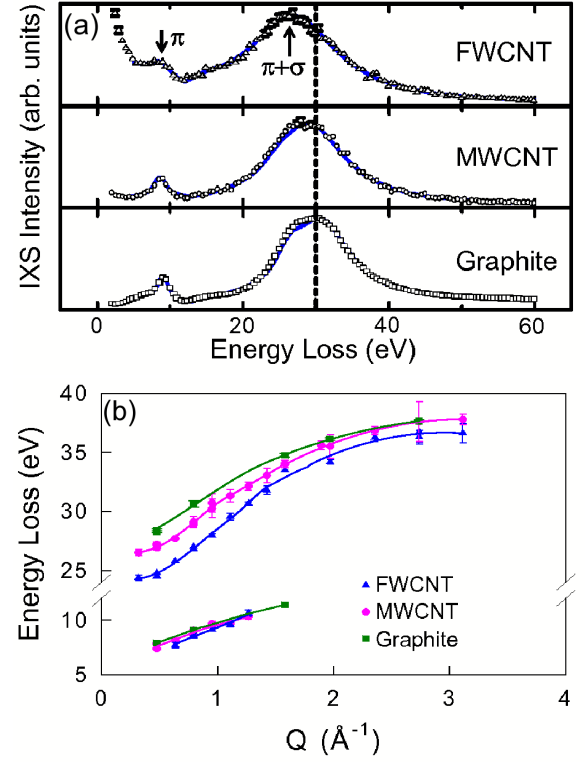 (a)
π
π+σ
FWCNT
MWCNT
Graphite
IXS Intensity (arb. units)
0 20 40 60
Energy Loss (eV)
(b)
40
35
30
25
10
5
Energy Loss (eV)
FWCNT
MWCNT
Graphite
0 1 2 3 4
Q (Å⁻¹)